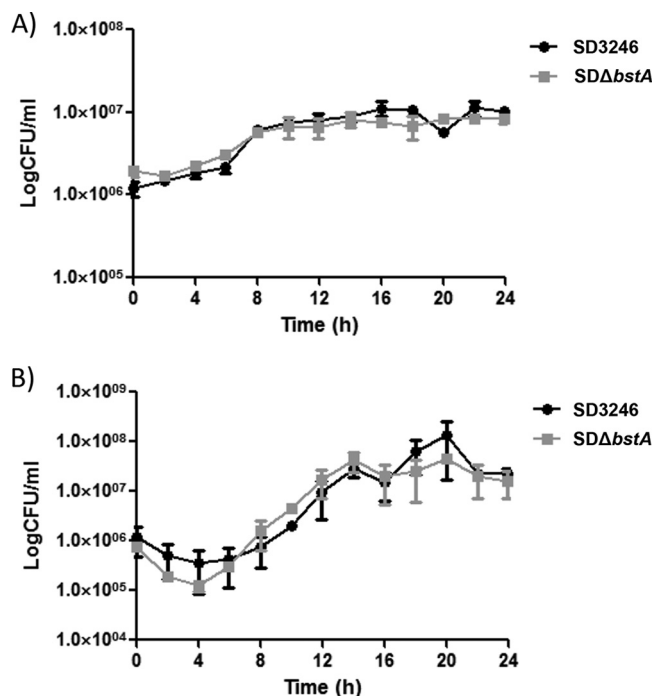 A)
1.0×10⁰⁸
1.0×10⁰⁷
1.0×10⁰⁶
1.0×10⁰⁵
LogCFU/ml
0 4 8 12 16 20 24
Time (h)
SD3246
SDΔbstA
B)
1.0×10⁰⁹
1.0×10⁰⁸
1.0×10⁰⁷
1.0×10⁰⁶
1.0×10⁰⁵
1.0×10⁰⁴
LogCFU/ml
0 4 8 12 16 20 24
Time (h)
SD3246
SDΔbstA